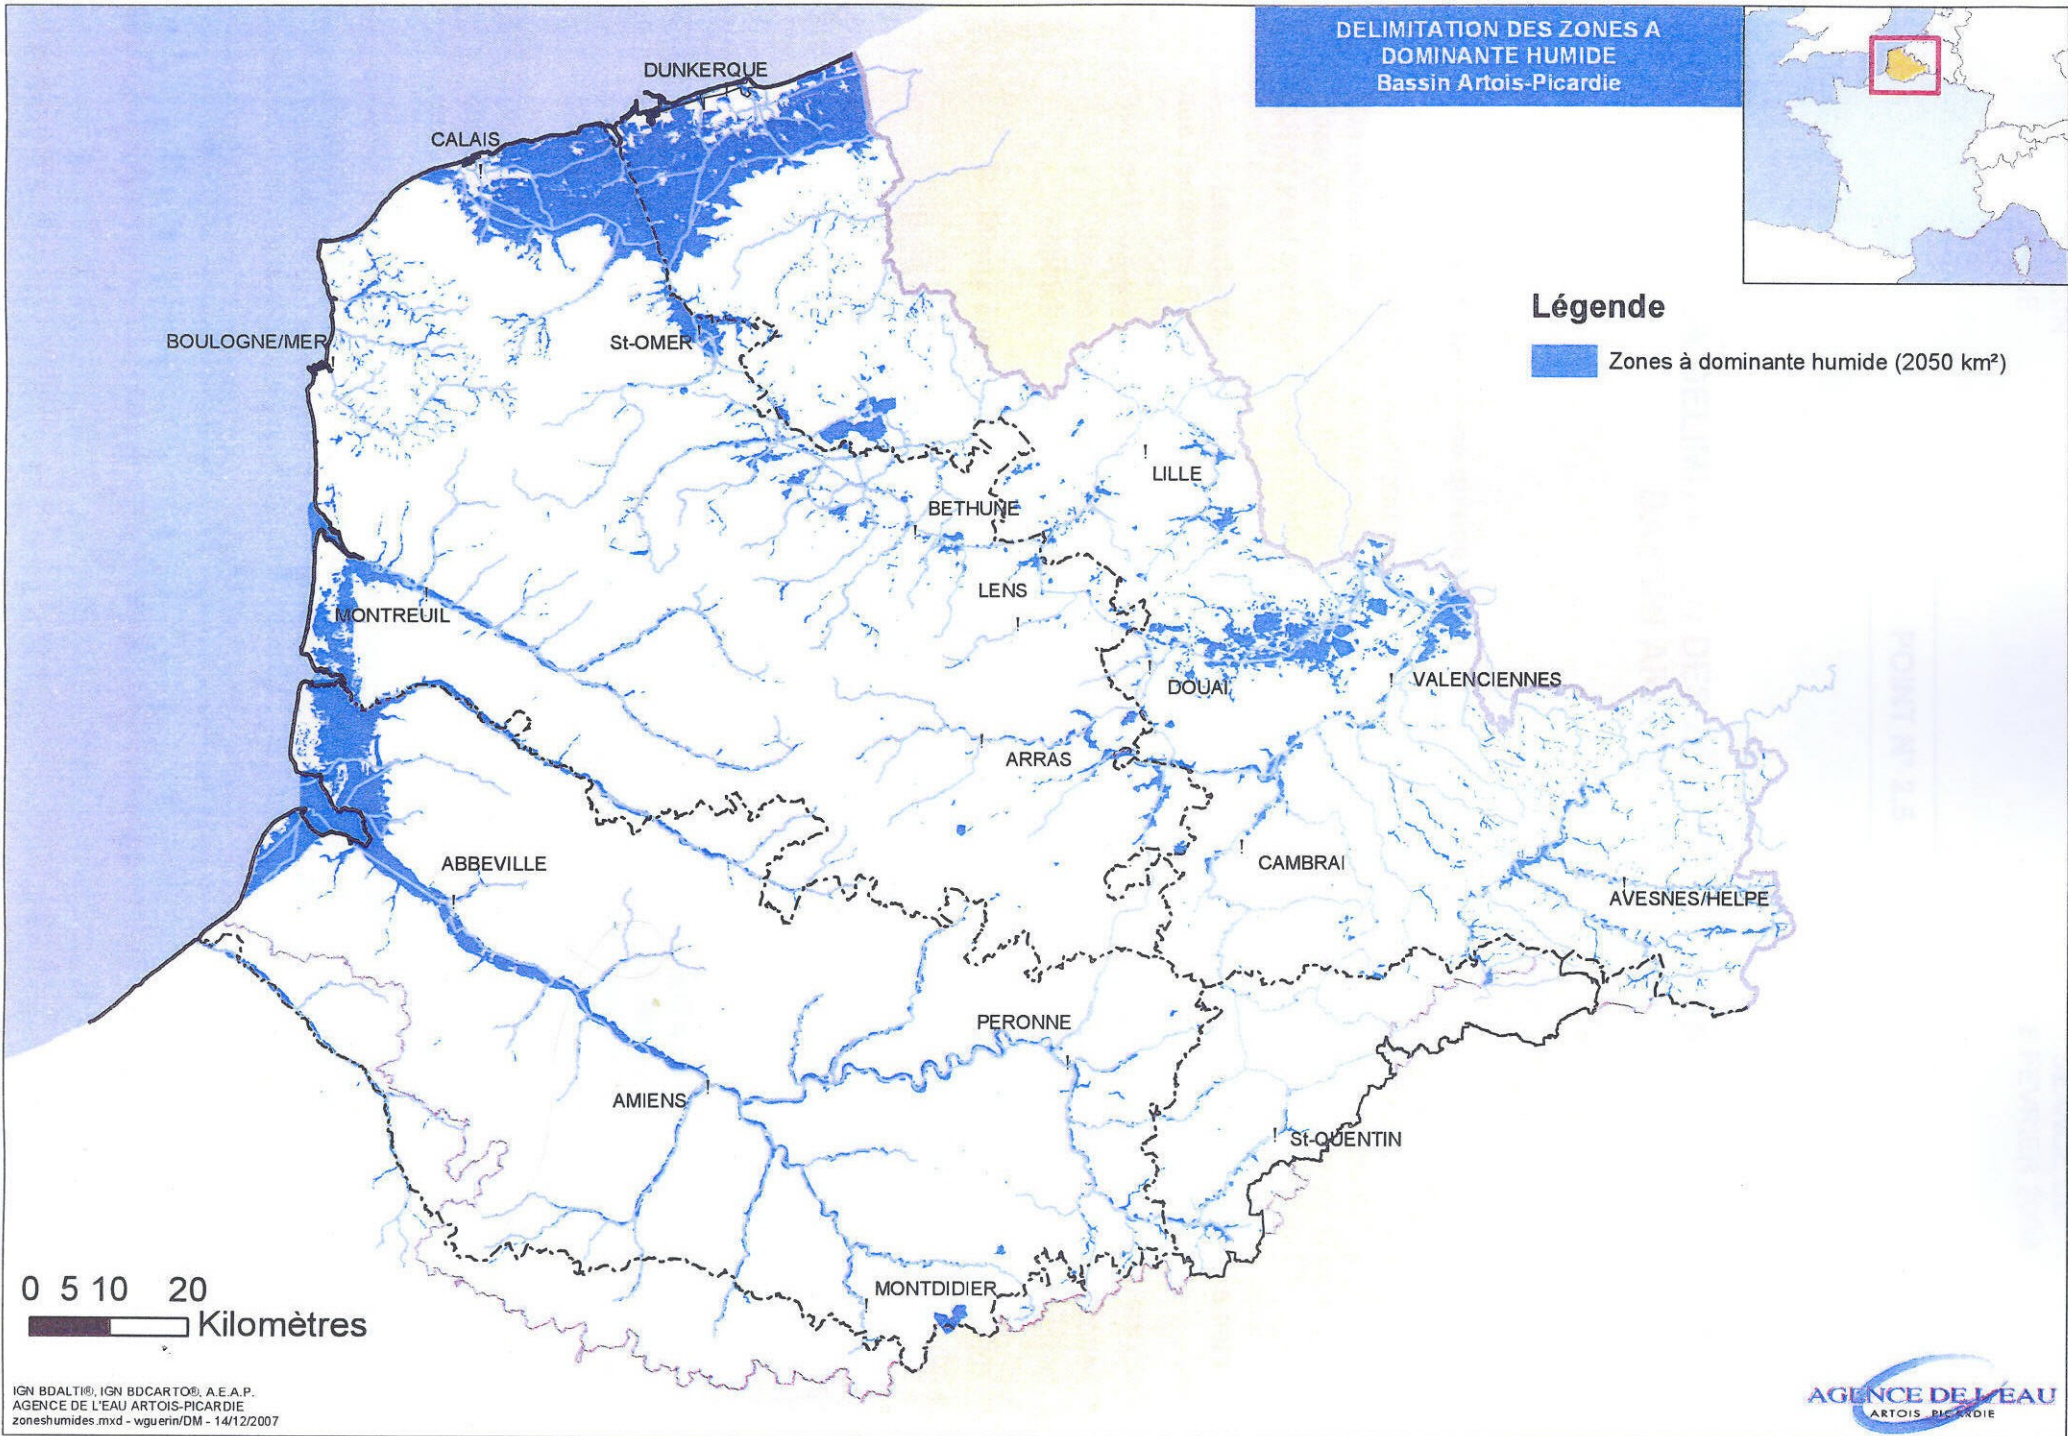 DELIMITATION DES ZONES A
DOMINANTE HUMIDE
Bassin Artois-Picardie
DUNKERQUE
CALAIS
Légende
BOULOGNE/MER
St-OMER
Zones à dominante humide (2050 km²)
LILLE
BETHUNE
LENS
MONTREUIL
DOUAI
VALENCIENNES
ARRAS
ABBEVILLE
CAMBRAI
AVESNES/HELPE
PERONNE
AMIENS
St-QUENTIN
MONTDIDIER
0 5 10 20
Kilomètres
IGN BDALTI®, IGN BDCARTO®, A.E.A.P.
AGENCE DE L'EAU ARTOIS-PICARDIE
zoneshumides.mxd - wguerin/DM - 14/12/2007
AGENCE DE L'EAU
ARTOIS PICARDIE